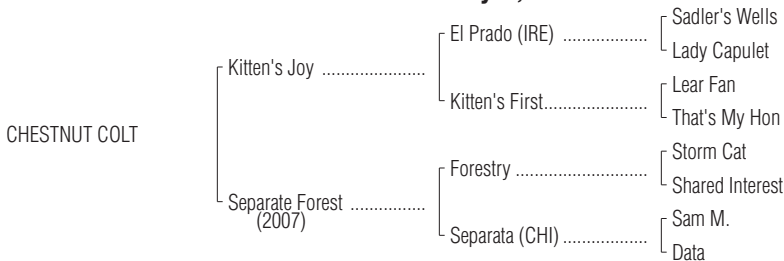 Sadler's Wells
El Prado (IRE) ..................
Lady Capulet
Kitten's Joy ......................
Lear Fan
Kitten's First......................
That's My Hon
CHESTNUT COLT
Storm Cat
Forestry ............................
Shared Interest
Separate Forest ................
(2007)
Sam M.
Separata (CHI) ..................
Data